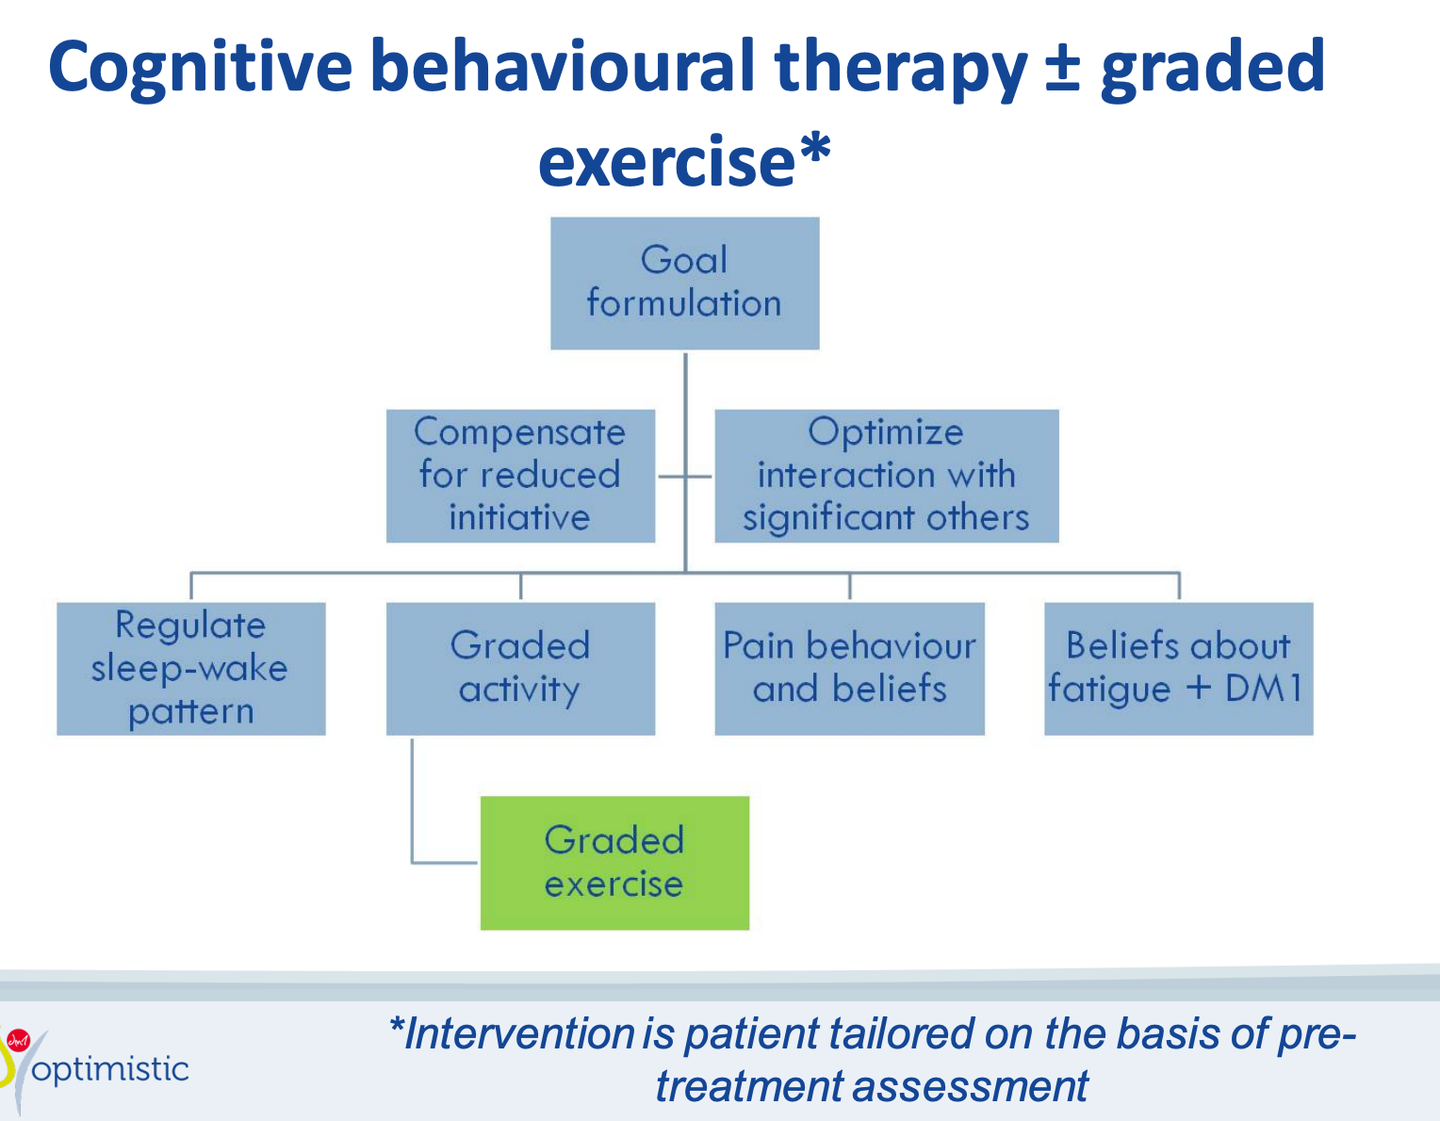 Cognitive behavioural therapy ± graded
exercise*
Goal
formulation
Compensate
for reduced
initiative
Optimize
interaction with
significant others
Regulate
sleep-wake
pattern
Graded
activity
Pain behaviour
and beliefs
Beliefs about
fatigue + DM1
Graded
exercise
dm1
optimistic
*Intervention is patient tailored on the basis of pre-
treatment assessment